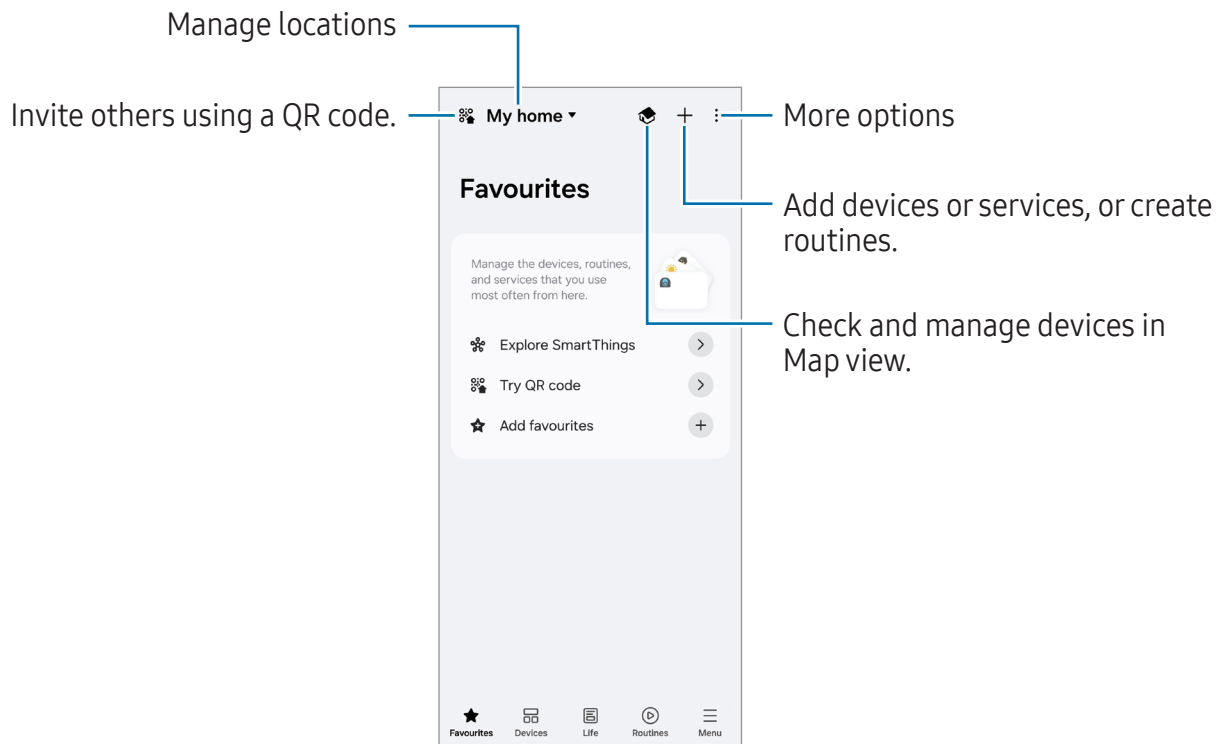 Manage locations
Invite others using a QR code.
My home
More options
Favourites
Add devices or services, or create
routines.
Manage the devices, routines,
and services that you use
most often from here.
Check and manage devices in
Map view.
Explore SmartThings
Try QR code
Add favourites
Favourites
Devices
Life
Routines
Menu